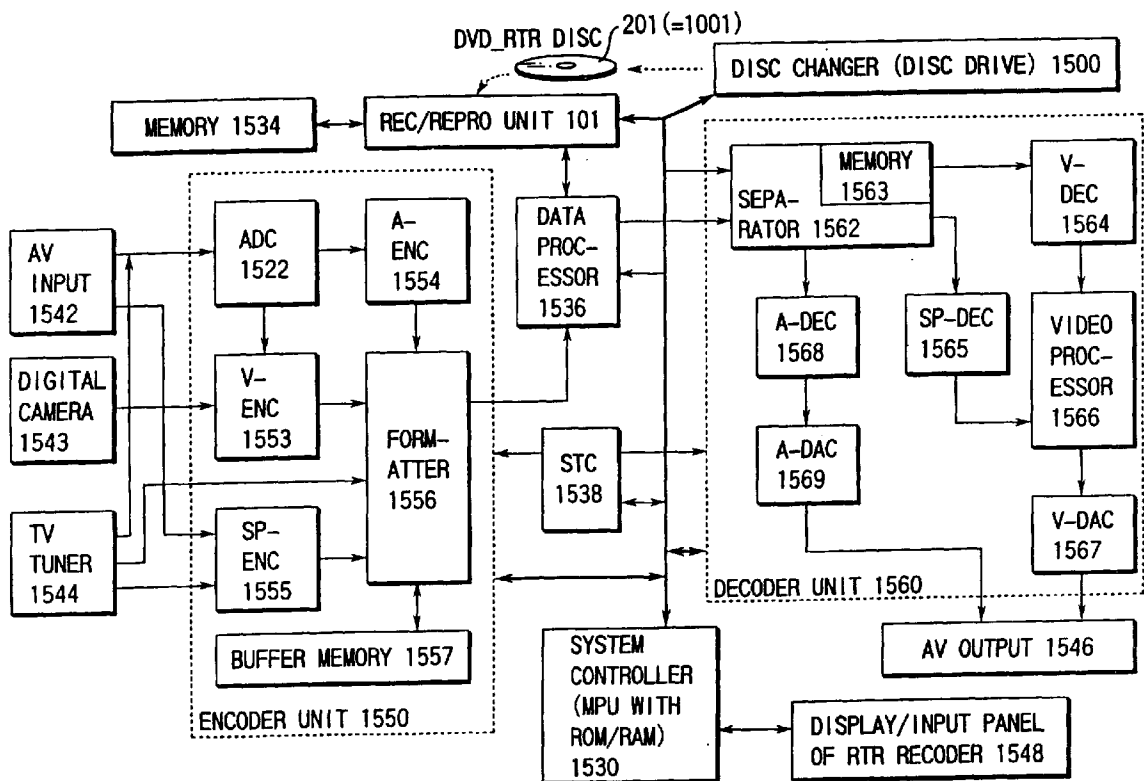 DVD_RTR DISC
201(=1001)
DISC CHANGER (DISC DRIVE) 1500
MEMORY 1534
REC/REPRO UNIT 101
AV
INPUT
1542
DIGITAL
CAMERA
1543
TV
TUNER
1544
ADC
1522
A-
ENC
1554
V-
ENC
1553
SP-
ENC
1555
FORM-
ATTER
1556
BUFFER MEMORY 1557
ENCODER UNIT 1550
DATA
PROC-
ESSOR
1536
STC
1538
SYSTEM
CONTROLLER
(MPU WITH
ROM/RAM)
1530
DISPLAY/INPUT PANEL
OF RTR RECODER 1548
MEMORY
1563
SEPA-
RATOR 1562
V-
DEC
1564
A-DEC
1568
SP-DEC
1565
VIDEO
PROC-
ESSOR
1566
A-DAC
1569
V-DAC
1567
DECODER UNIT 1560
AV OUTPUT 1546